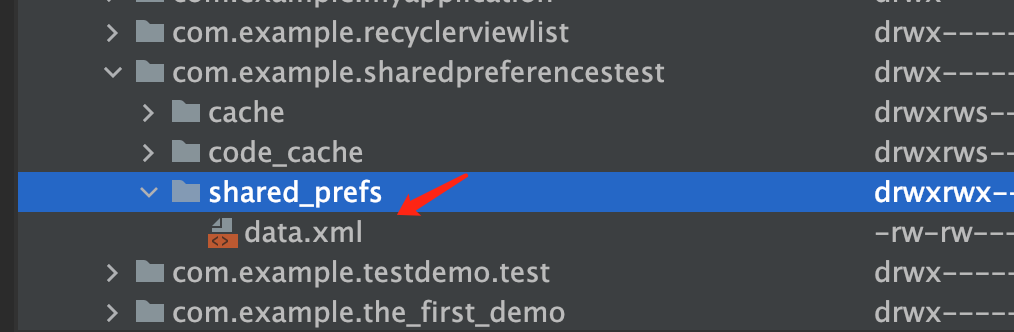 com.example.myapplication
com.example.recyclerviewlist drwx-----
com.example.sharedpreferencestest drwx-----
cache drwxrws--
code_cache drwxrws--
shared_prefs drwxrwx--
data.xml -rw-rw---
com.example.testdemo.test drwx-----
com.example.the_first_demo drwx-----